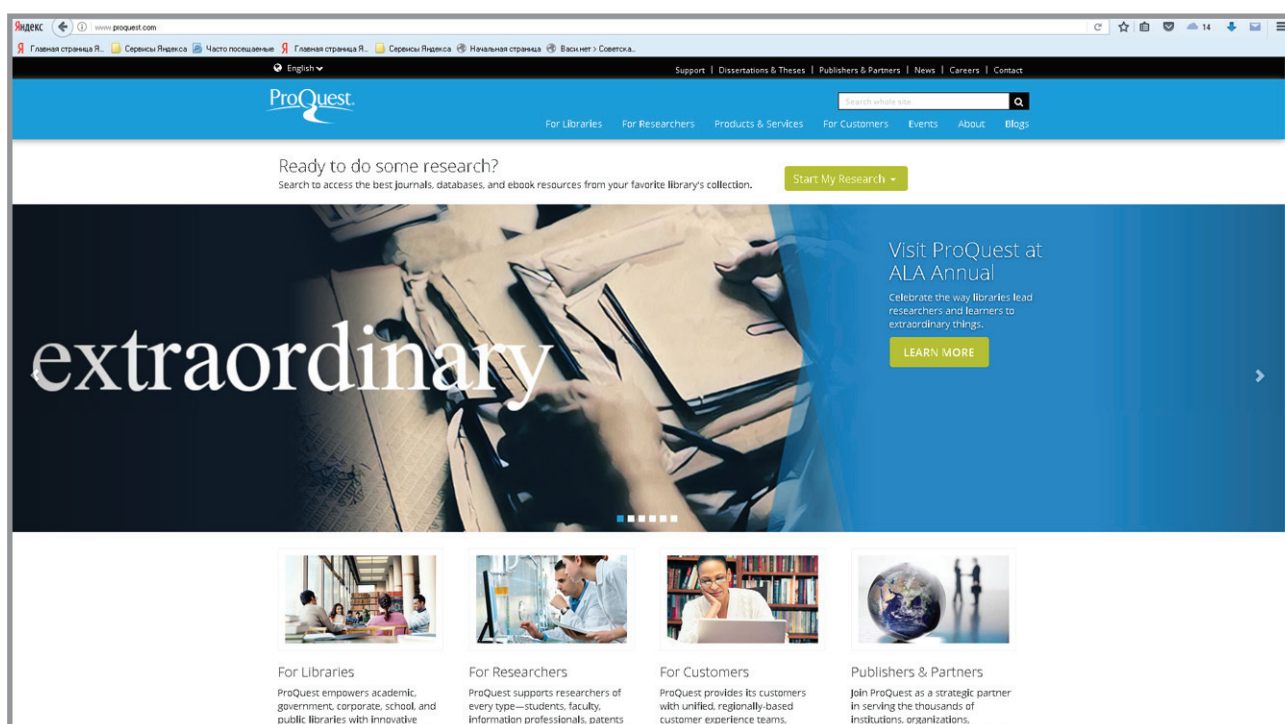 Яндекс www.proquest.com 14
Главная страница Я... Сервисы Яндекса Часто посещаемые Главная страница Я... Сервисы Яндекса Начальная страница Васи.нет > Советска...
English Support | Dissertations & Theses | Publishers & Partners | News | Careers | Contact
ProQuest
Search whole site
For Libraries For Researchers Products & Services For Customers Events About Blogs
Ready to do some research?
Search to access the best journals, databases, and ebook resources from your favorite library's collection.
Start My Research
Visit ProQuest at
ALA Annual
Celebrate the way libraries lead
researchers and learners to
extraordinary things.
LEARN MORE
extraordinary
For Libraries
ProQuest empowers academic,
government, corporate, school, and
public libraries with innovative
For Researchers
ProQuest supports researchers of
every type—students, faculty,
information professionals, patents
For Customers
ProQuest provides its customers
with unified, regionally-based
customer experience teams,
Publishers & Partners
Join ProQuest as a strategic partner
in serving the thousands of
institutions, organizations,